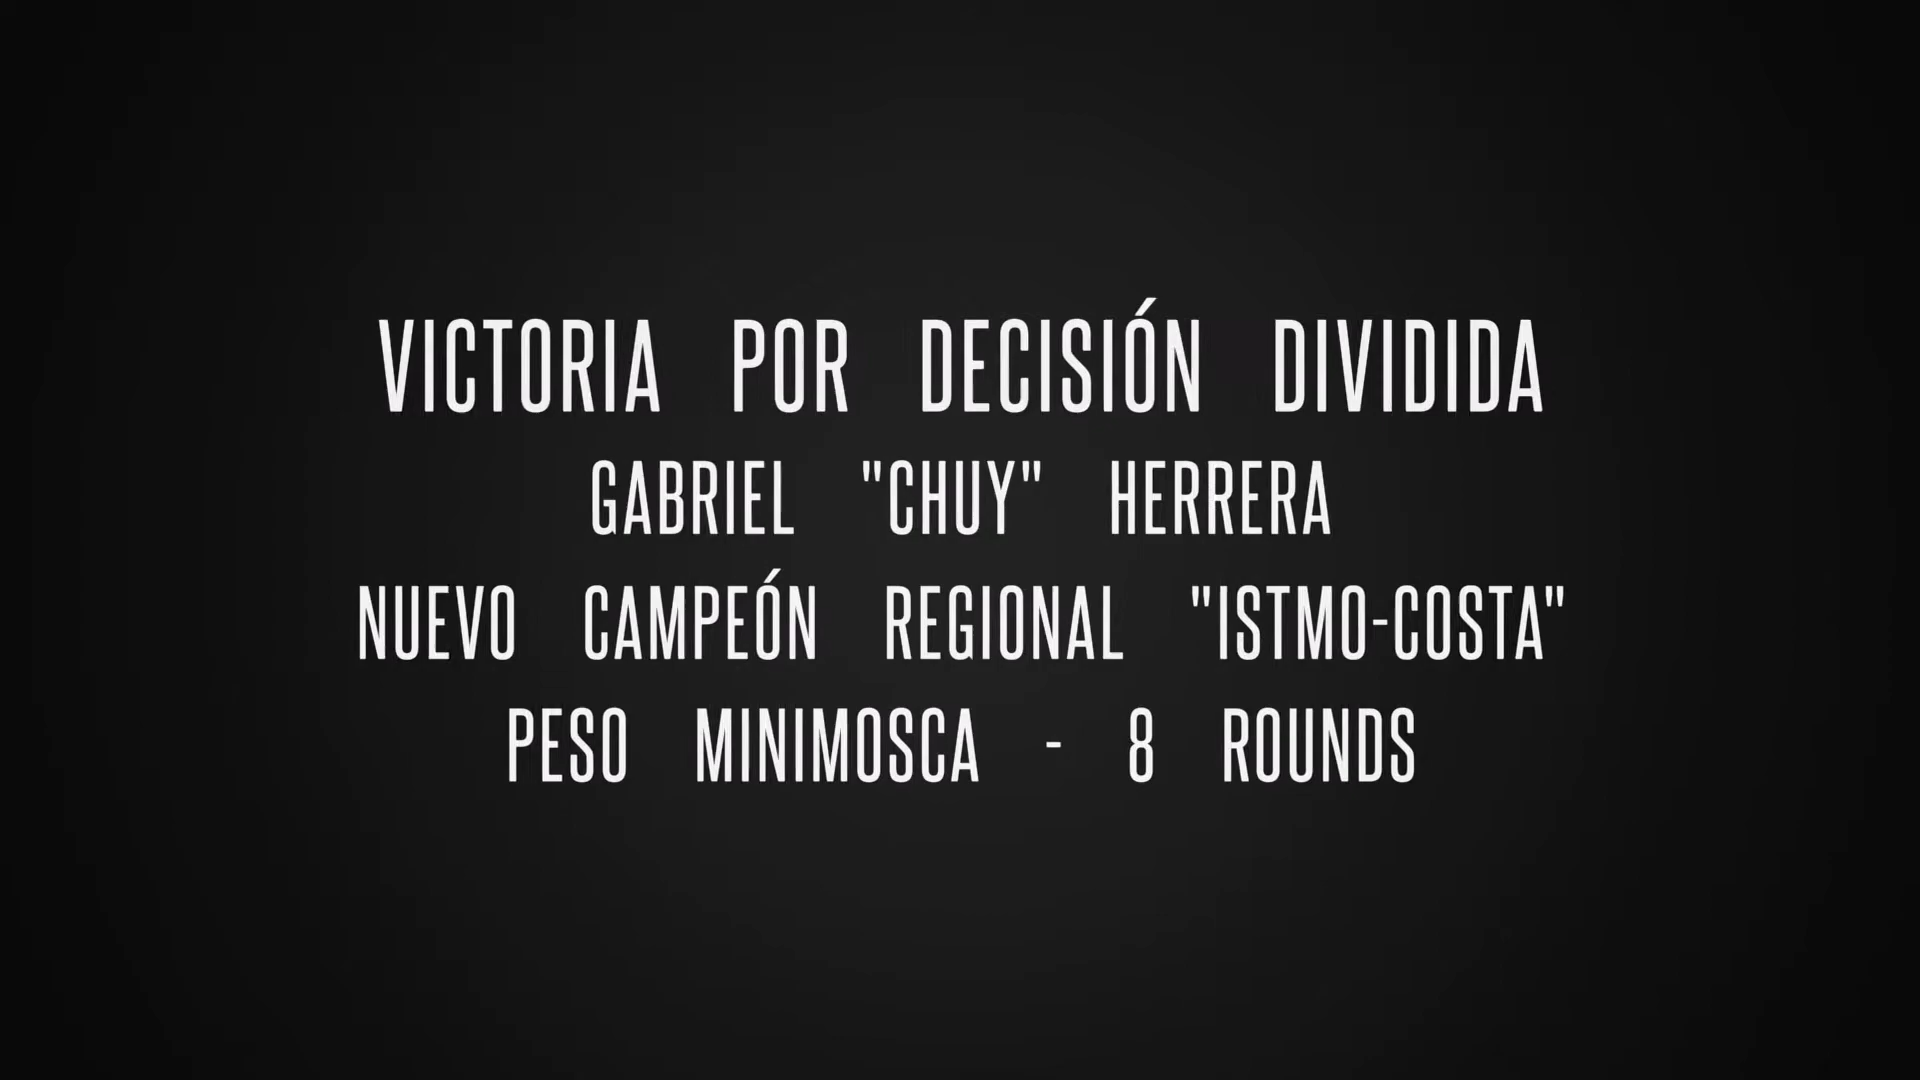 VICTORIA POR DECISIÓN DIVIDIDA
GABRIEL "CHUY" HERRERA
NUEVO CAMPEÓN REGIONAL "ISTMO-COSTA"
PESO MINIMOSCA - 8 ROUNDS